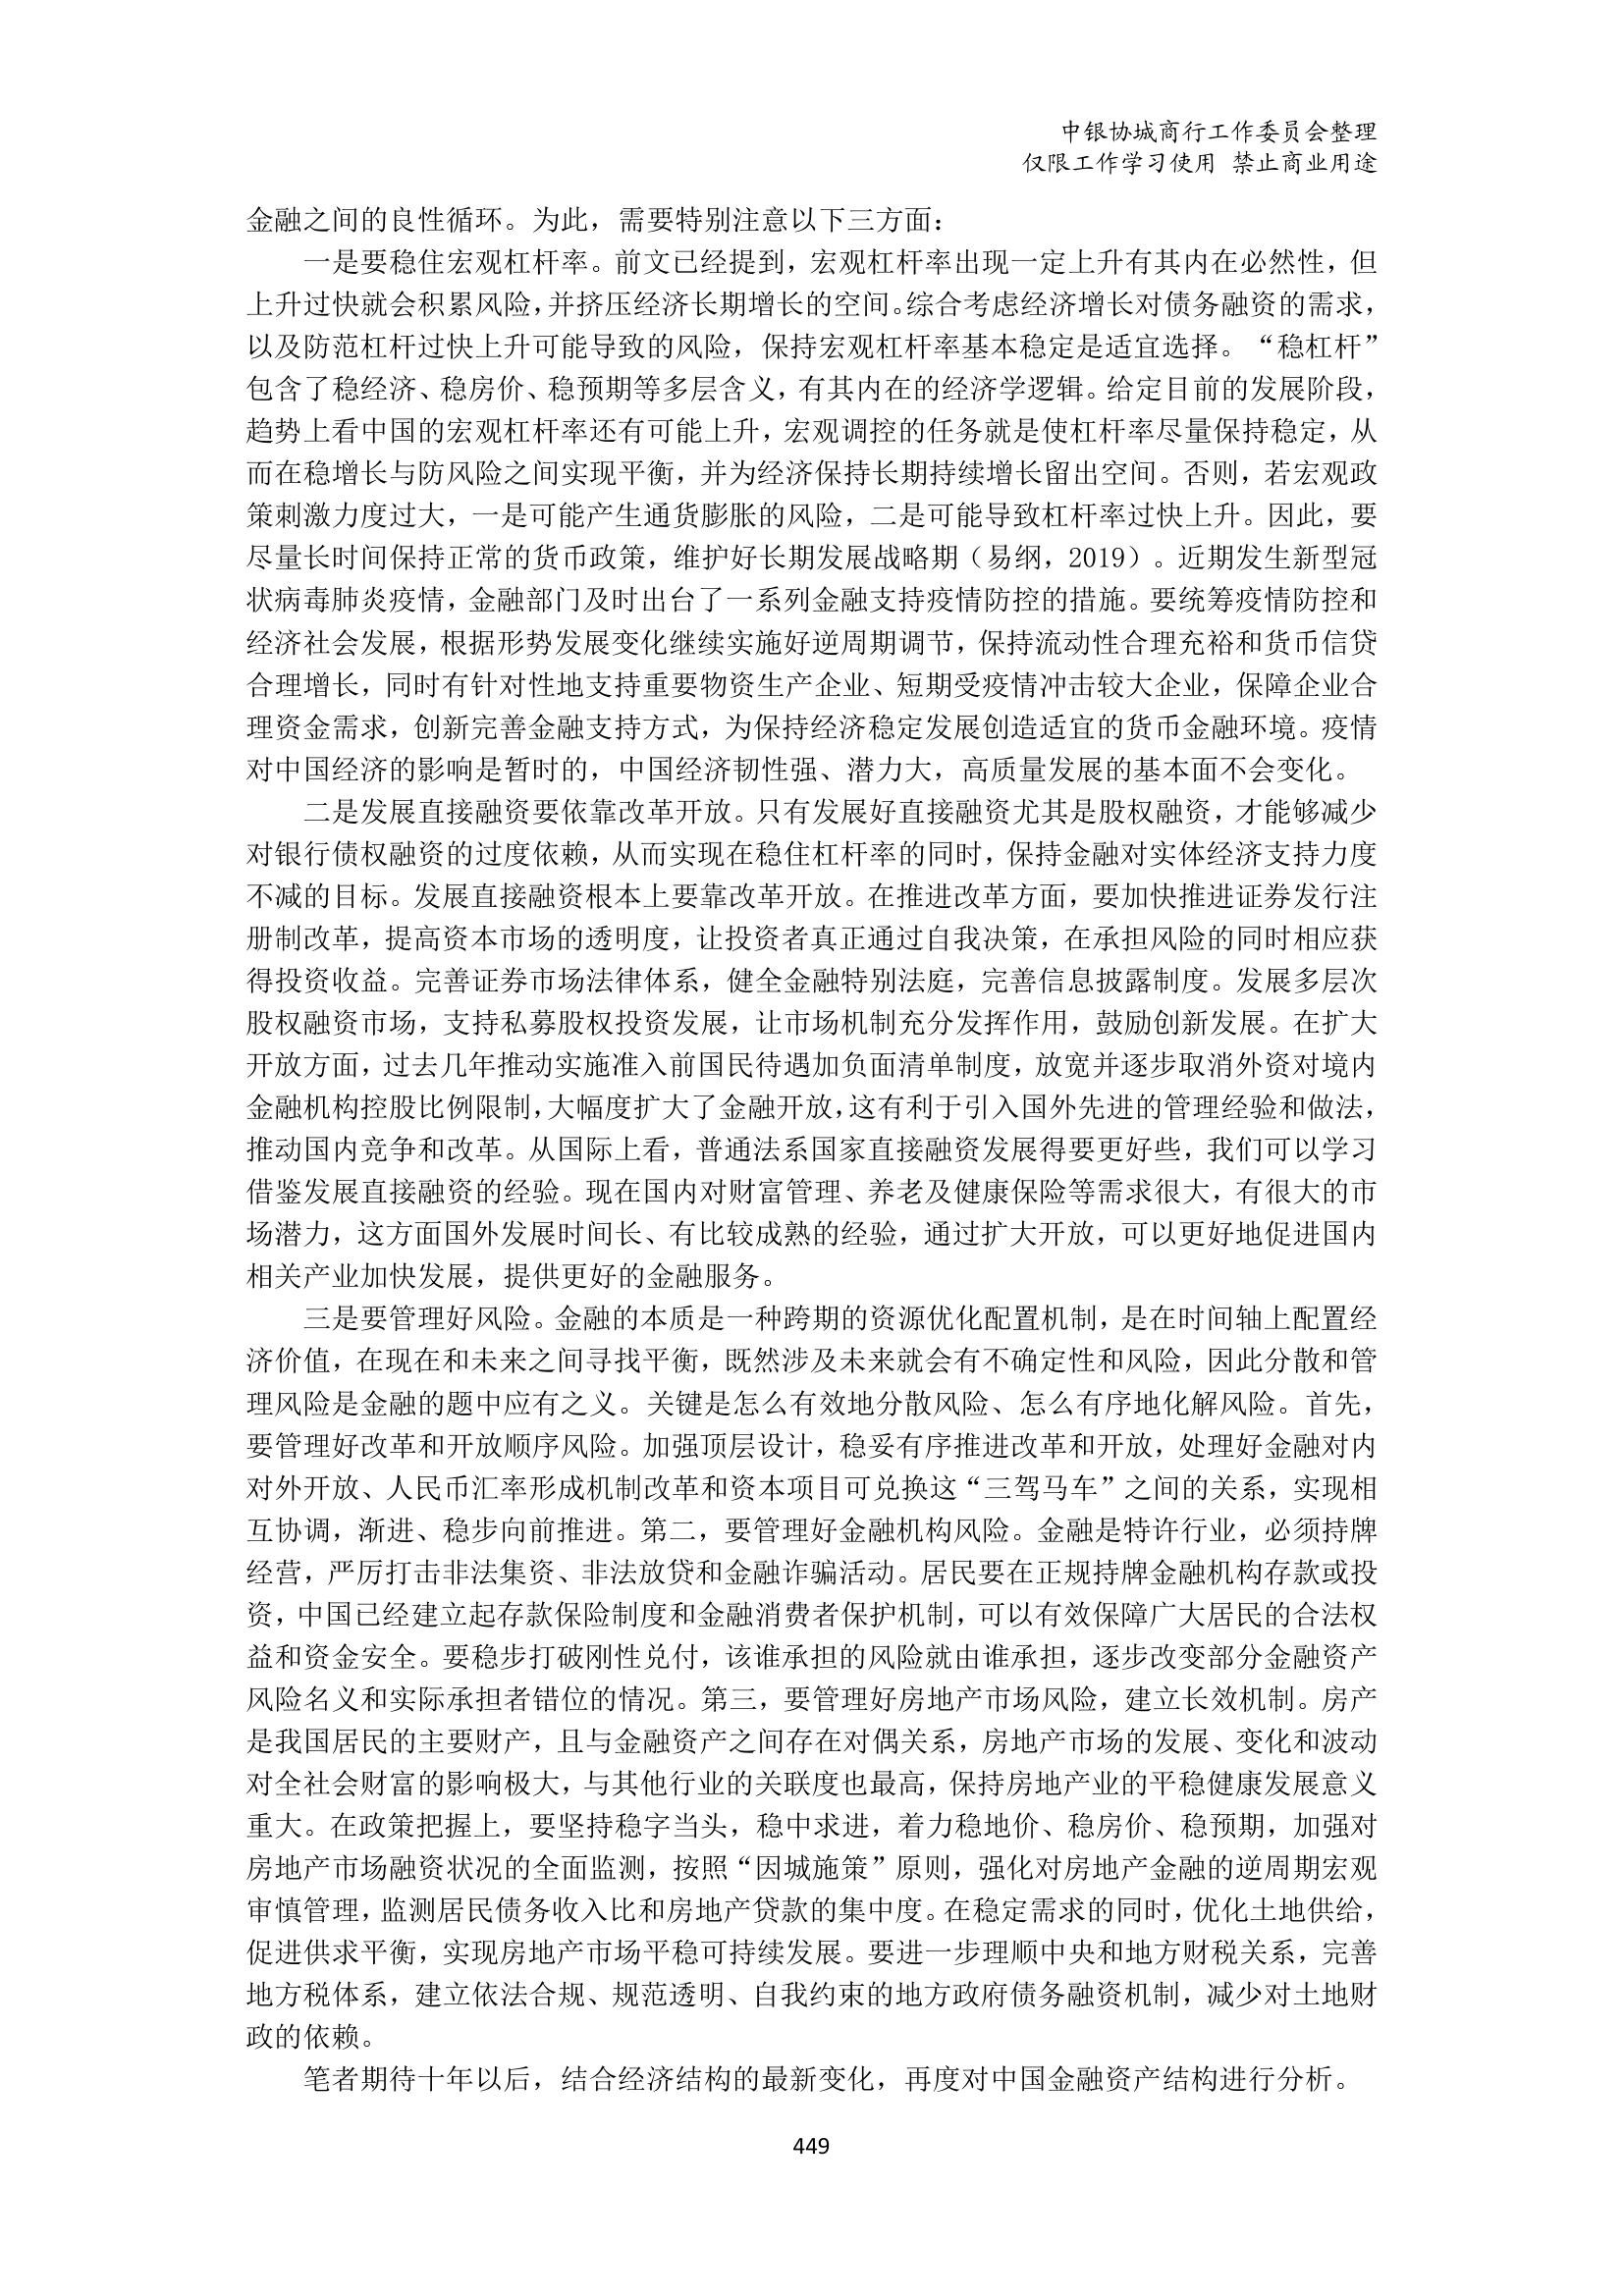 中银协城商行工作委员会整理
仅限工作学习使用 禁止商业用途
金融之间的良性循环。为此，需要特别注意以下三方面：
一是要稳住宏观杠杆率。前文已经提到，宏观杠杆率出现一定上升有其内在必然性，但
上升过快就会积累风险，并挤压经济长期增长的空间。综合考虑经济增长对债务融资的需求，
以及防范杠杆过快上升可能导致的风险，保持宏观杠杆率基本稳定是适宜选择。“稳杠杆”
包含了稳经济、稳房价、稳预期等多层含义，有其内在的经济学逻辑。给定目前的发展阶段，
趋势上看中国的宏观杠杆率还有可能上升，宏观调控的任务就是使杠杆率尽量保持稳定，从
而在稳增长与防风险之间实现平衡，并为经济保持长期持续增长留出空间。否则，若宏观政
策刺激力度过大，一是可能产生通货膨胀的风险，二是可能导致杠杆率过快上升。因此，要
尽量长时间保持正常的货币政策，维护好长期发展战略期（易纲，2019）。近期发生新型冠
状病毒肺炎疫情，金融部门及时出台了一系列金融支持疫情防控的措施。要统筹疫情防控和
经济社会发展，根据形势发展变化继续实施好逆周期调节，保持流动性合理充裕和货币信贷
合理增长，同时有针对性地支持重要物资生产企业、短期受疫情冲击较大企业，保障企业合
理资金需求，创新完善金融支持方式，为保持经济稳定发展创造适宜的货币金融环境。疫情
对中国经济的影响是暂时的，中国经济韧性强、潜力大，高质量发展的基本面不会变化。
二是发展直接融资要依靠改革开放。只有发展好直接融资尤其是股权融资，才能够减少
对银行债权融资的过度依赖，从而实现在稳住杠杆率的同时，保持金融对实体经济支持力度
不减的目标。发展直接融资根本上要靠改革开放。在推进改革方面，要加快推进证券发行注
册制改革，提高资本市场的透明度，让投资者真正通过自我决策，在承担风险的同时相应获
得投资收益。完善证券市场法律体系，健全金融特别法庭，完善信息披露制度。发展多层次
股权融资市场，支持私募股权投资发展，让市场机制充分发挥作用，鼓励创新发展。在扩大
开放方面，过去几年推动实施准入前国民待遇加负面清单制度，放宽并逐步取消外资对境内
金融机构控股比例限制，大幅度扩大了金融开放，这有利于引入国外先进的管理经验和做法，
推动国内竞争和改革。从国际上看，普通法系国家直接融资发展得要更好些，我们可以学习
借鉴发展直接融资的经验。现在国内对财富管理、养老及健康保险等需求很大，有很大的市
场潜力，这方面国外发展时间长、有比较成熟的经验，通过扩大开放，可以更好地促进国内
相关产业加快发展，提供更好的金融服务。
三是要管理好风险。金融的本质是一种跨期的资源优化配置机制，是在时间轴上配置经
济价值，在现在和未来之间寻找平衡，既然涉及未来就会有不确定性和风险，因此分散和管
理风险是金融的题中应有之义。关键是怎么有效地分散风险、怎么有序地化解风险。首先，
要管理好改革和开放顺序风险。加强顶层设计，稳妥有序推进改革和开放，处理好金融对内
对外开放、人民币汇率形成机制改革和资本项目可兑换这“三驾马车”之间的关系，实现相
互协调，渐进、稳步向前推进。第二，要管理好金融机构风险。金融是特许行业，必须持牌
经营，严厉打击非法集资、非法放贷和金融诈骗活动。居民要在正规持牌金融机构存款或投
资，中国已经建立起存款保险制度和金融消费者保护机制，可以有效保障广大居民的合法权
益和资金安全。要稳步打破刚性兑付，该谁承担的风险就由谁承担，逐步改变部分金融资产
风险名义和实际承担者错位的情况。第三，要管理好房地产市场风险，建立长效机制。房产
是我国居民的主要财产，且与金融资产之间存在对偶关系，房地产市场的发展、变化和波动
对全社会财富的影响极大，与其他行业的关联度也最高，保持房地产业的平稳健康发展意义
重大。在政策把握上，要坚持稳字当头，稳中求进，着力稳地价、稳房价、稳预期，加强对
房地产市场融资状况的全面监测，按照“因城施策”原则，强化对房地产金融的逆周期宏观
审慎管理，监测居民债务收入比和房地产贷款的集中度。在稳定需求的同时，优化土地供给，
促进供求平衡，实现房地产市场平稳可持续发展。要进一步理顺中央和地方财税关系，完善
地方税体系，建立依法合规、规范透明、自我约束的地方政府债务融资机制，减少对土地财
政的依赖。
笔者期待十年以后，结合经济结构的最新变化，再度对中国金融资产结构进行分析。
449